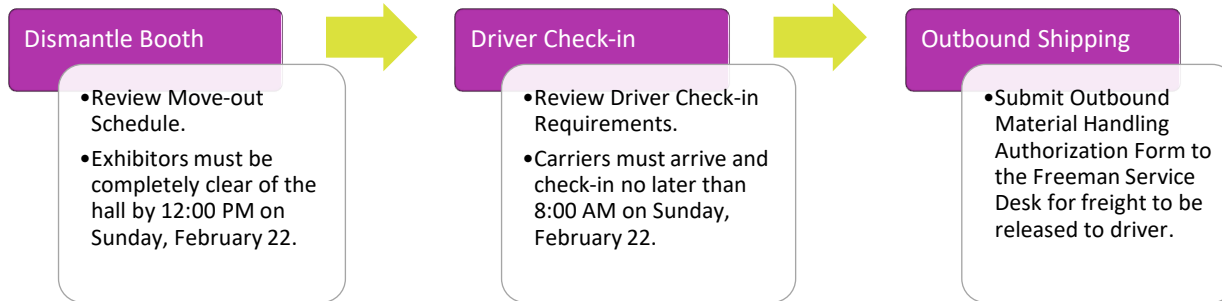 Dismantle Booth
•Review Move-out
Schedule.
•Exhibitors must be
completely clear of the
hall by 12:00 PM on
Sunday, February 22.
Driver Check-in
•Review Driver Check-in
Requirements.
•Carriers must arrive and
check-in no later than
8:00 AM on Sunday,
February 22.
Outbound Shipping
•Submit Outbound
Material Handling
Authorization Form to
the Freeman Service
Desk for freight to be
released to driver.